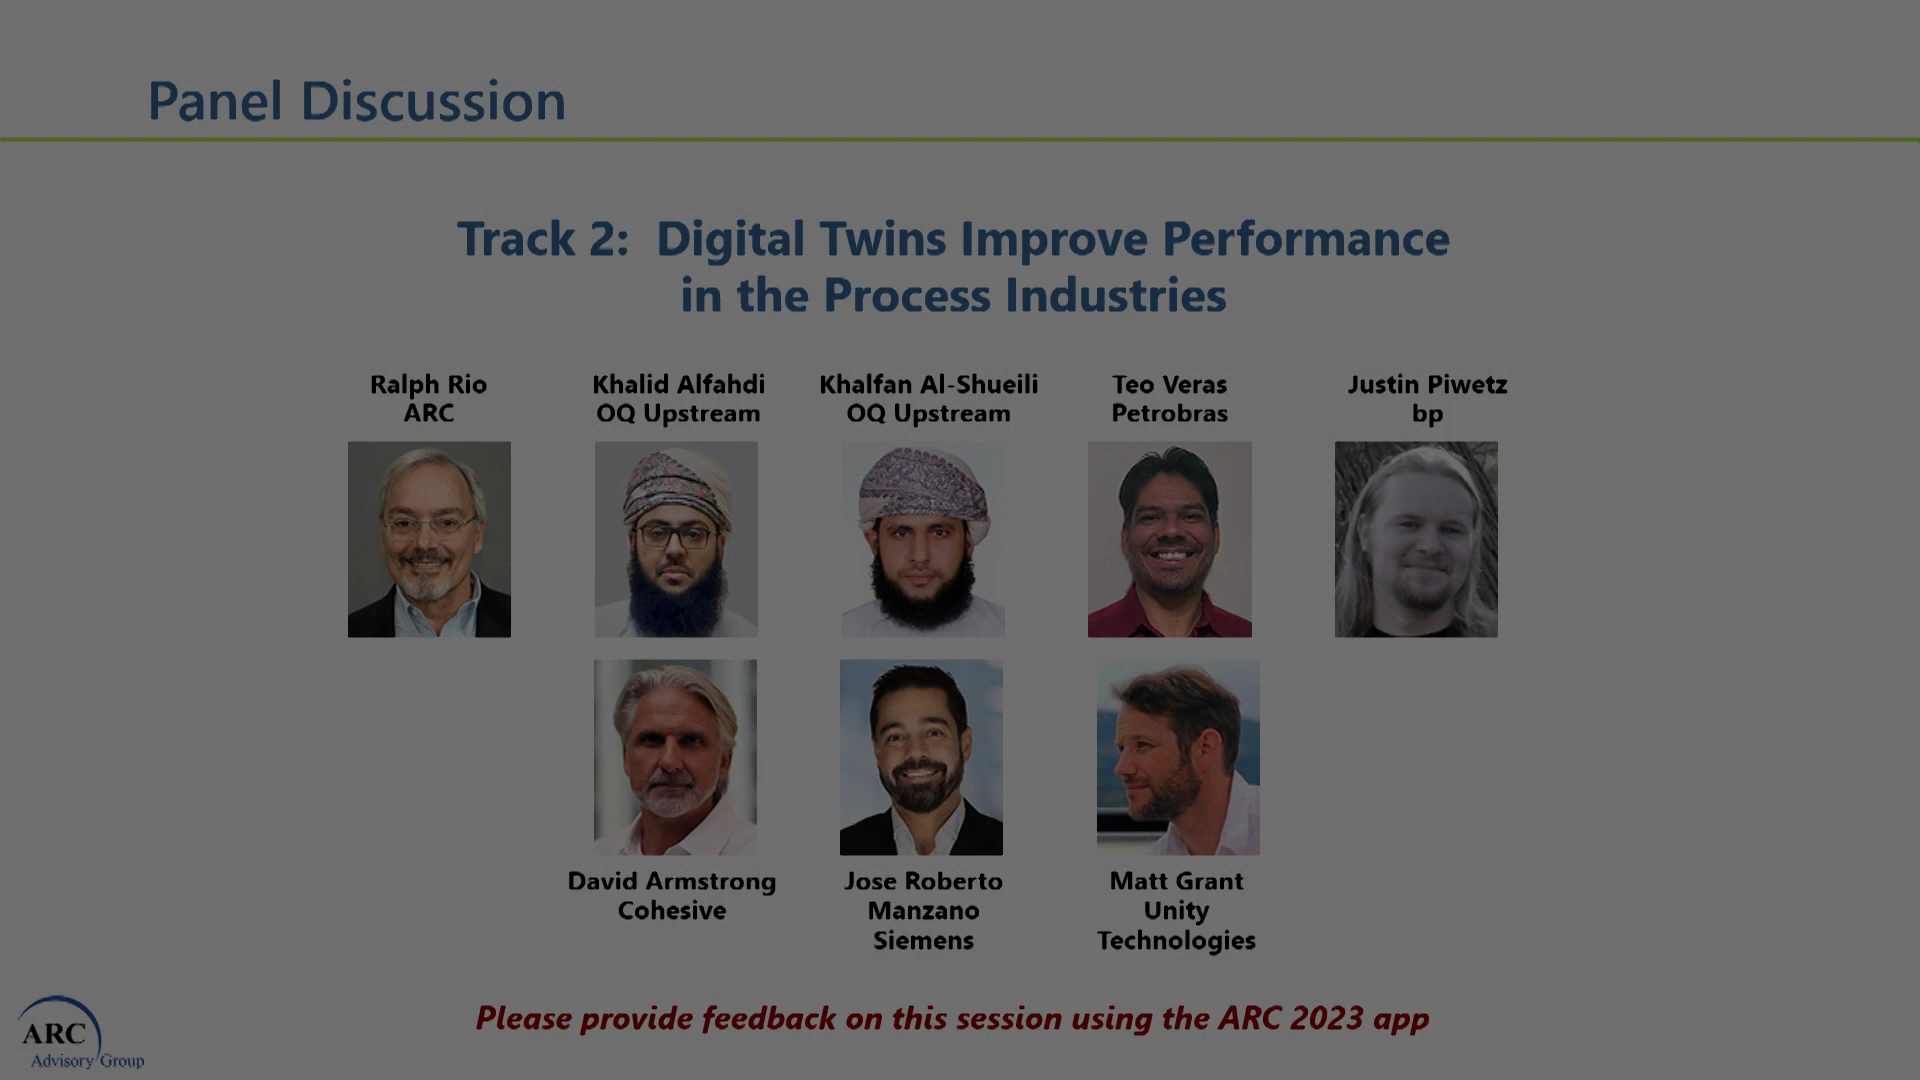 Panel Discussion
Track 2: Digital Twins Improve Performance
in the Process Industries
Ralph Rio
ARC
Khalid Alfahdi
OQ Upstream
Khalfan Al-Shueili
OQ Upstream
Teo Veras
Petrobras
Justin Piwetz
bp
David Armstrong
Cohesive
Jose Roberto
Manzano
Siemens
Matt Grant
Unity
Technologies
Please provide feedback on this session using the ARC 2023 app
ARC
Advisory Group